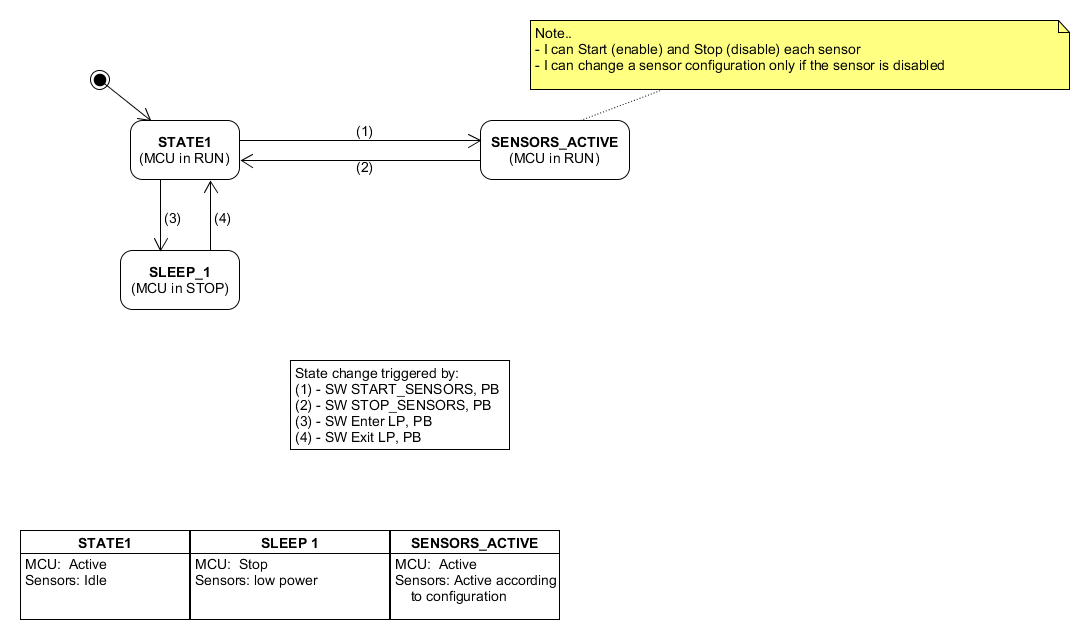 Note..
- I can Start (enable) and Stop (disable) each sensor
- I can change a sensor configuration only if the sensor is disabled
STATE1
(MCU in RUN)
(1)
(2)
SENSORS_ACTIVE
(MCU in RUN)
(3)
(4)
SLEEP_1
(MCU in STOP)
State change triggered by:
(1) - SW START_SENSORS, PB
(2) - SW STOP_SENSORS, PB
(3) - SW Enter LP, PB
(4) - SW Exit LP, PB
STATE1
MCU:  Active
Sensors: Idle
SLEEP 1
MCU:  Stop
Sensors: low power
SENSORS_ACTIVE
MCU:  Active
Sensors: Active according
to configuration